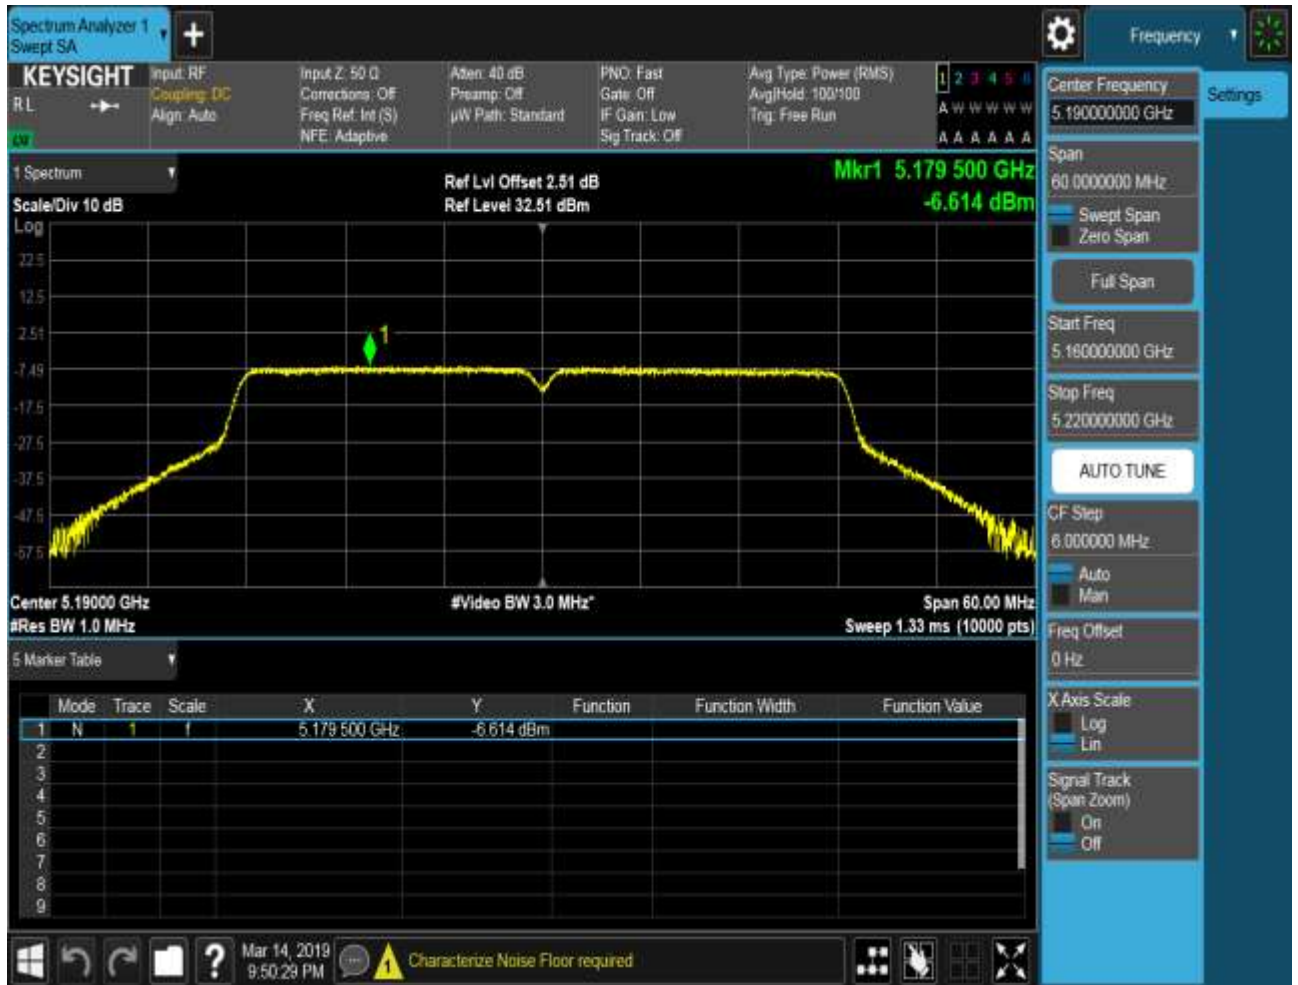 Spectrum Analyzer 1
Swept SA
Frequency
KEYSIGHT
R L
Input: RF
Coupling: DC
Align: Auto
Input Z: 50 Ω
Corrections: Off
Freq Ref: Int (S)
NFE: Adaptive
Atten: 40 dB
Preamp: Off
µW Path: Standard
PNO: Fast
Gate: Off
IF Gain: Low
Sig Track: Off
Avg Type: Power (RMS)
Avg|Hold: 100/100
Trig: Free Run
1 2 3 4 5 6
A W W W W W
A A A A A A
1 Spectrum
Scale/Div 10 dB
Ref Lvl Offset 2.51 dB
Ref Level 32.51 dBm
Mkr1 5.179 500 GHz
-6.614 dBm
Log
22.5
12.5
2.51
-7.49
-17.5
-27.5
-37.5
-47.5
-57.5
1
Center 5.19000 GHz
#Video BW 3.0 MHz*
Span 60.00 MHz
#Res BW 1.0 MHz
Sweep 1.33 ms (10000 pts)
5 Marker Table
Mode Trace Scale X Y Function Function Width Function Value
1 N 1 f 5.179 500 GHz -6.614 dBm
2
3
4
5
6
7
8
9
Mar 14, 2019
9:50:29 PM
1
Characterize Noise Floor required
Center Frequency
5.190000000 GHz
Settings
Span
60.0000000 MHz
Swept Span
Zero Span
Full Span
Start Freq
5.160000000 GHz
Stop Freq
5.220000000 GHz
AUTO TUNE
CF Step
6.000000 MHz
Auto
Man
Freq Offset
0 Hz
X Axis Scale
Log
Lin
Signal Track
(Span Zoom)
On
Off